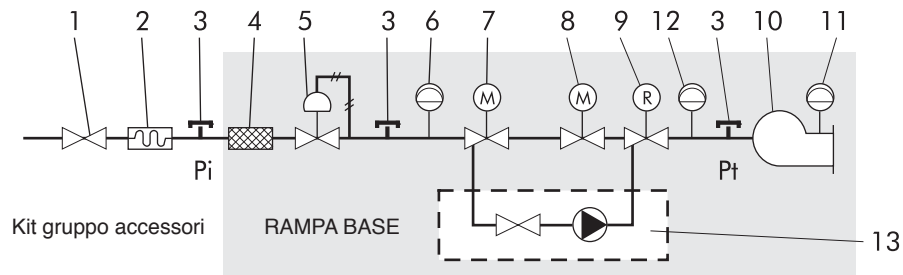 1 2 3 4 5 3 6 7 8 9 12 3 10 11
M M R
Pi Pt
Kit gruppo accessori RAMPA BASE
13